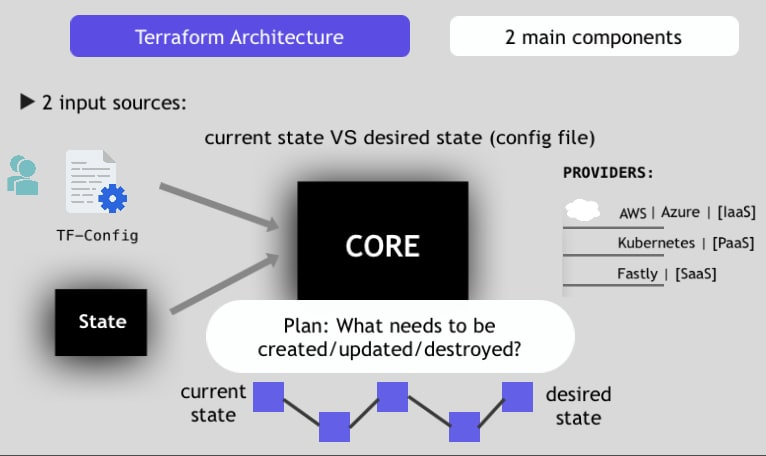 Terraform Architecture
2 main components
▶ 2 input sources:
current state VS desired state (config file)
TF-Config
State
CORE
PROVIDERS:
AWS | Azure | [IaaS]
Kubernetes | [PaaS]
Fastly | [SaaS]
Plan: What needs to be
created/updated/destroyed?
current
state
desired
state